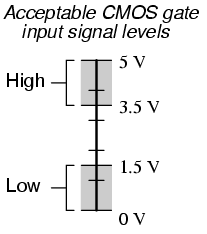 Acceptable CMOS gate
input signal levels
5 V
High
3.5 V
1.5 V
Low
0 V